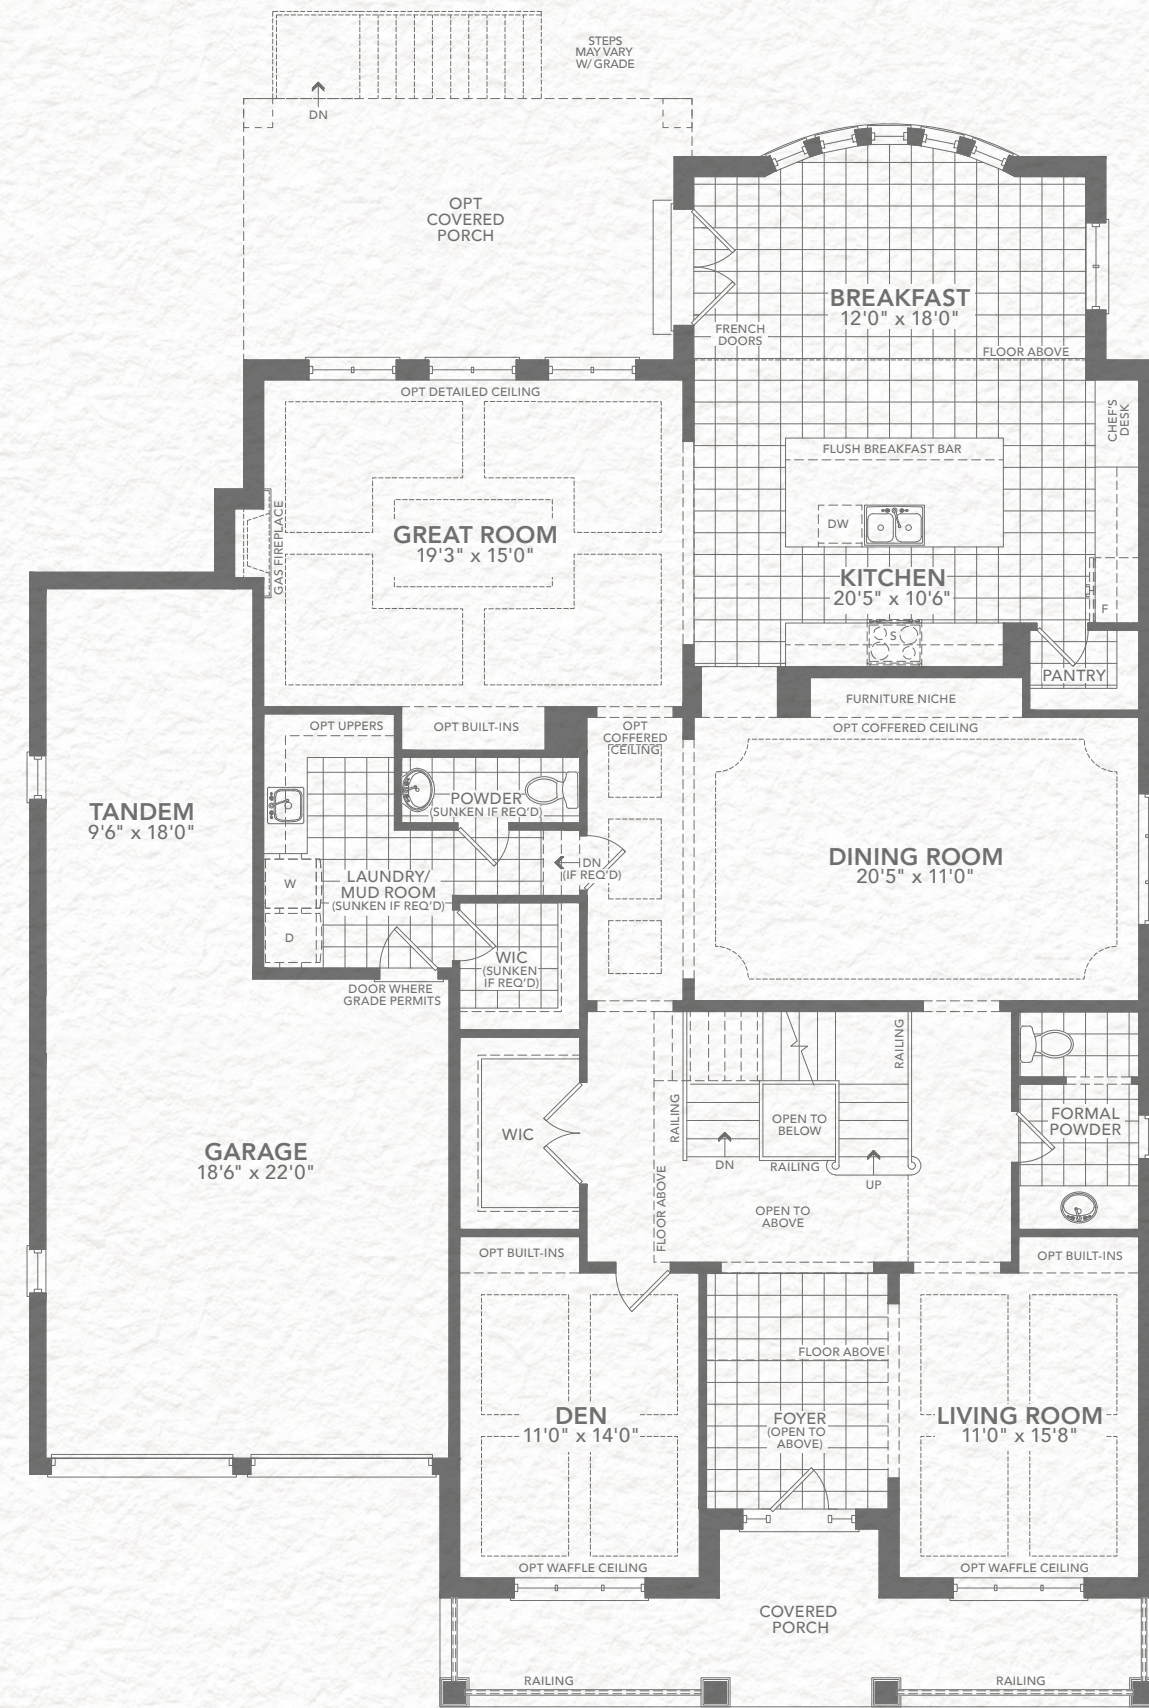 STEPS
MAY VARY
W/ GRADE
DN
OPT
COVERED
PORCH
BREAKFAST
12'0" x 18'0"
FRENCH
DOORS
FLOOR ABOVE
OPT DETAILED CEILING
CHEF'S
DESK
FLUSH BREAKFAST BAR
GAS FIREPLACE
GREAT ROOM
19'3" x 15'0"
DW
KITCHEN
20'5" x 10'6"
F
S
PANTRY
OPT UPPERS
OPT BUILT-INS
OPT
COFFERED
CEILING
FURNITURE NICHE
OPT COFFERED CEILING
TANDEM
9'6" x 18'0"
POWDER
(SUNKEN IF REQ'D)
DINING ROOM
20'5" x 11'0"
DN
(IF REQ'D)
W
LAUNDRY/
MUD ROOM
(SUNKEN IF REQ'D)
D
WIC
(SUNKEN
IF REQ'D)
DOOR WHERE
GRADE PERMITS
RAILING
GARAGE
18'6" x 22'0"
WIC
RAILING
OPEN TO
BELOW
FORMAL
POWDER
DN
RAILING
UP
FLOOR ABOVE
OPEN TO
ABOVE
OPT BUILT-INS
OPT BUILT-INS
FLOOR ABOVE
DEN
11'0" x 14'0"
FOYER
(OPEN TO
ABOVE)
LIVING ROOM
11'0" x 15'8"
OPT WAFFLE CEILING
OPT WAFFLE CEILING
COVERED
PORCH
RAILING
RAILING